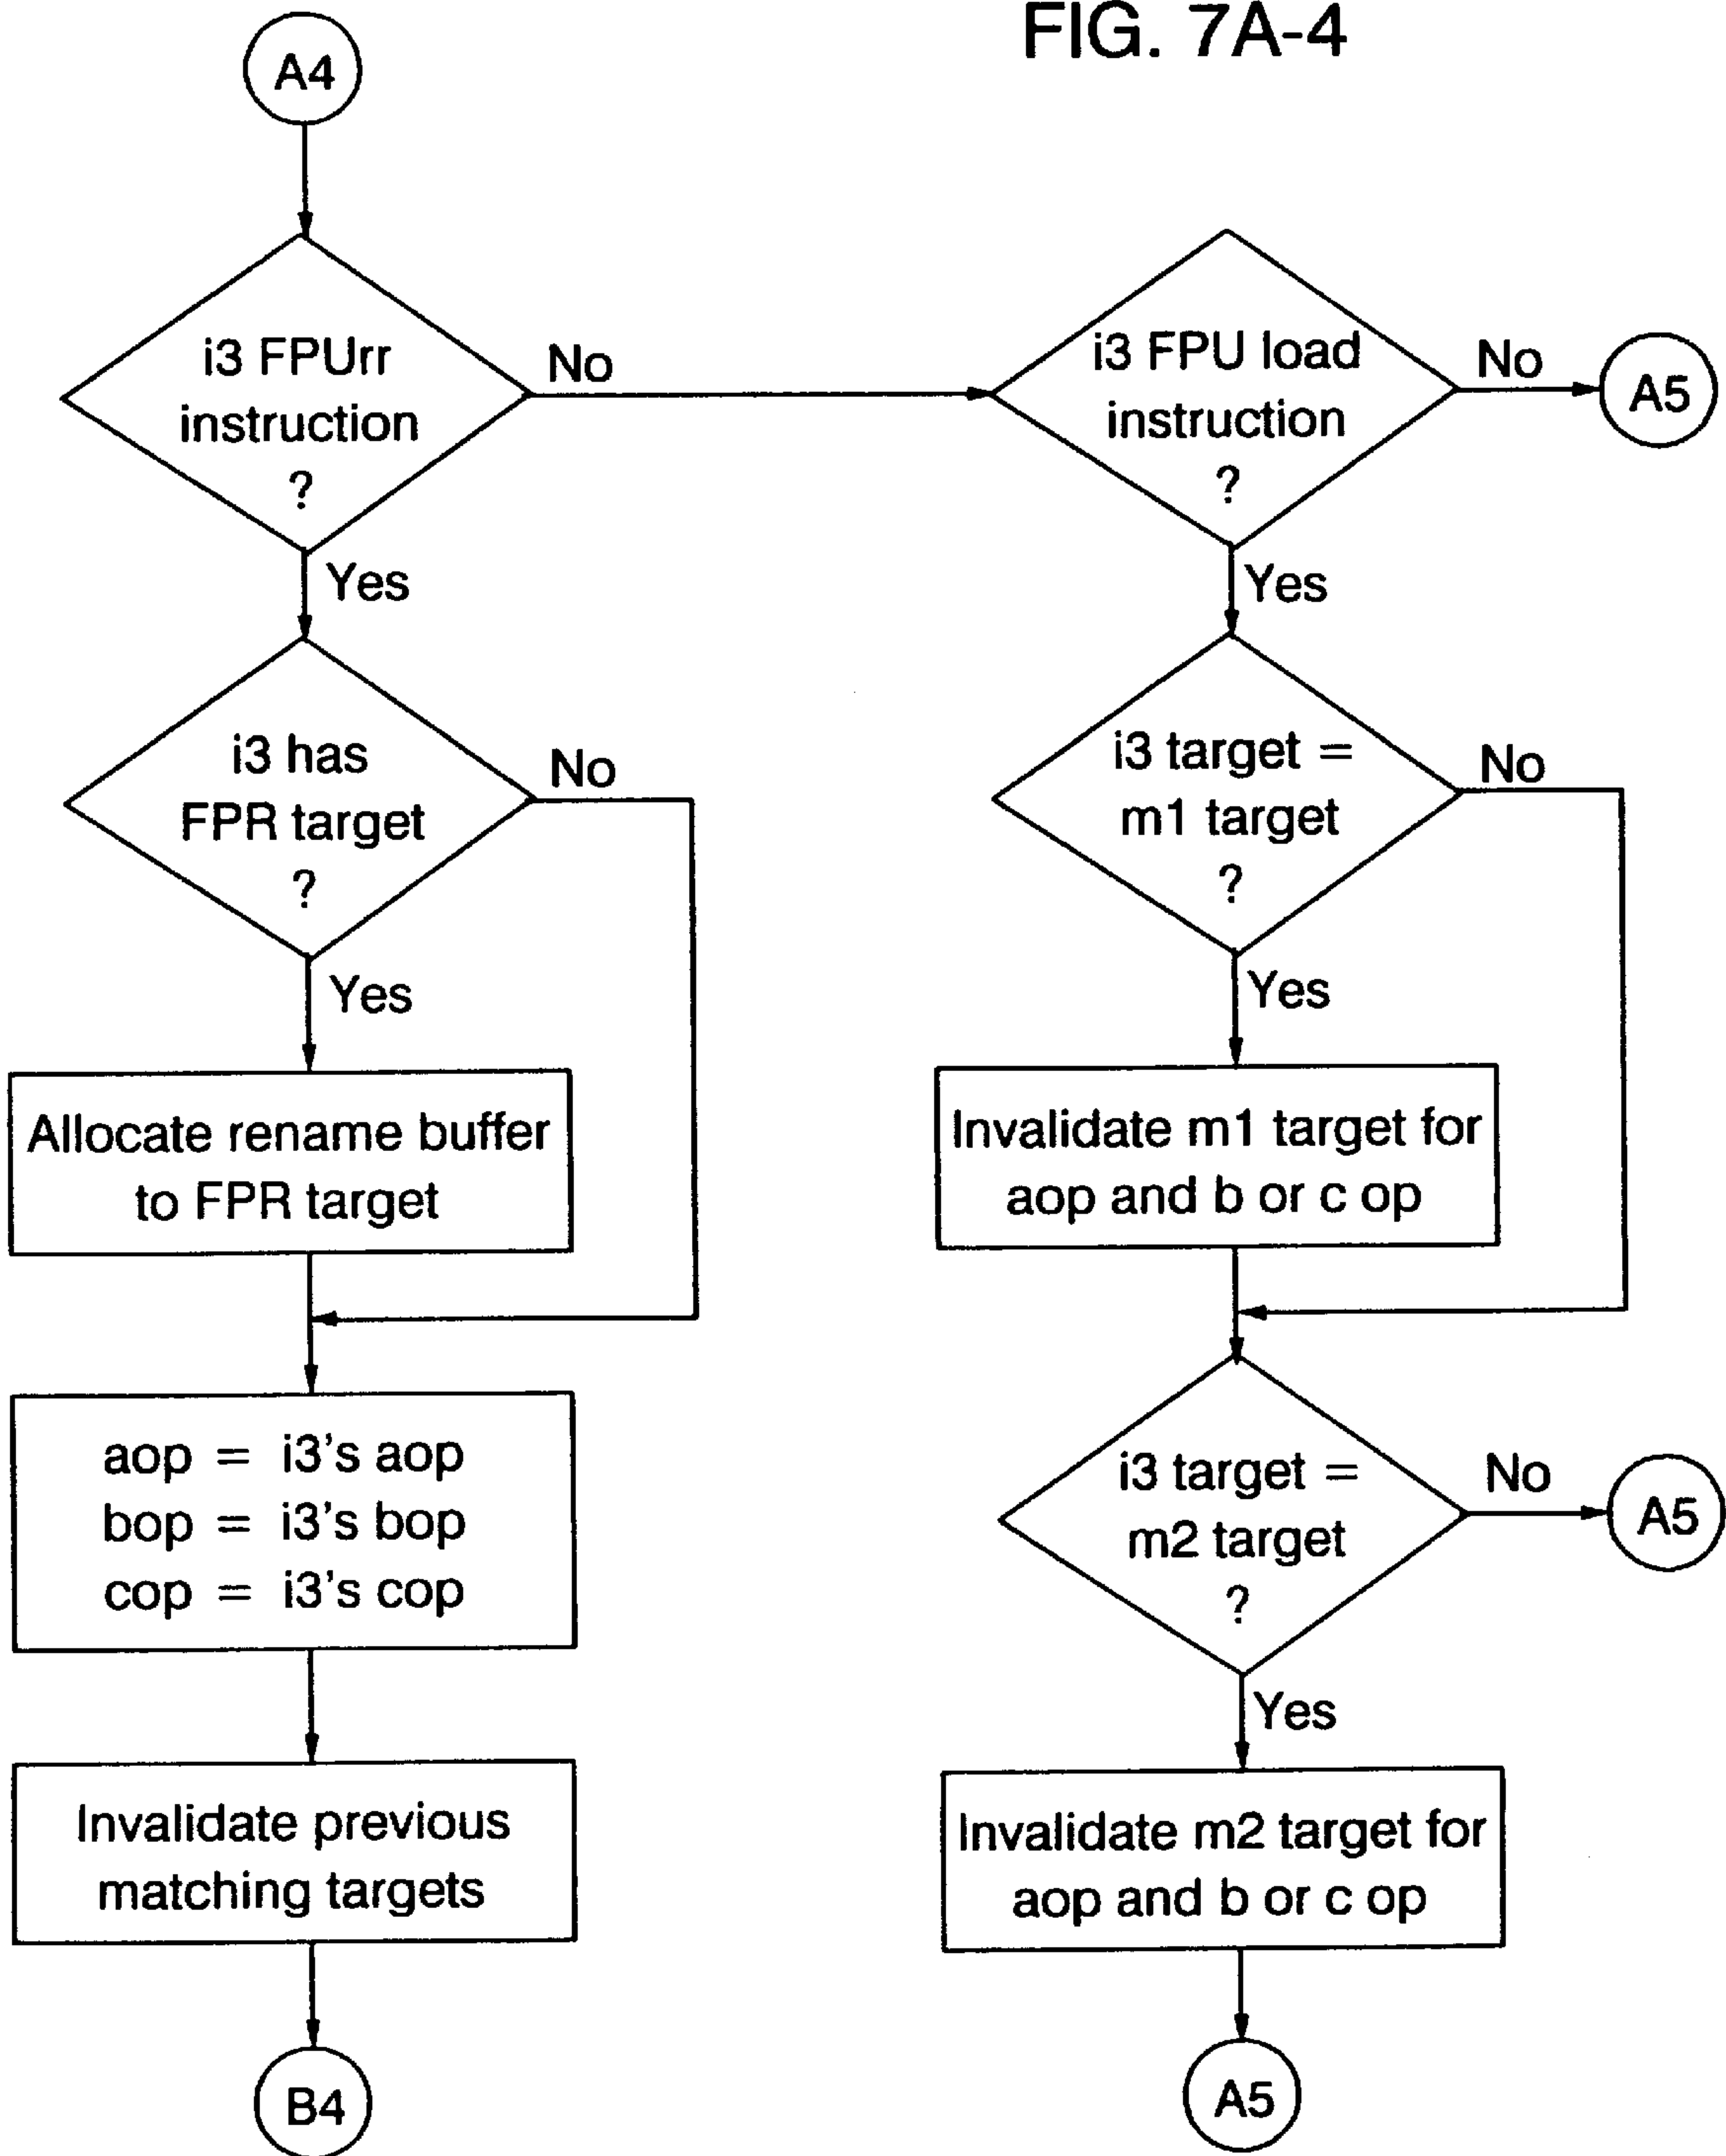 FIG. 7A-4
A4
i3 FPUrr
instruction
?
No
Yes
i3 has
FPR target
?
No
Yes
Allocate rename buffer
to FPR target
aop = i3's aop
bop = i3's bop
cop = i3's cop
Invalidate previous
matching targets
B4
i3 FPU load
instruction
?
No
A5
Yes
i3 target =
m1 target
?
No
Yes
Invalidate m1 target for
aop and b or c op
i3 target =
m2 target
?
No
A5
Yes
Invalidate m2 target for
aop and b or c op
A5